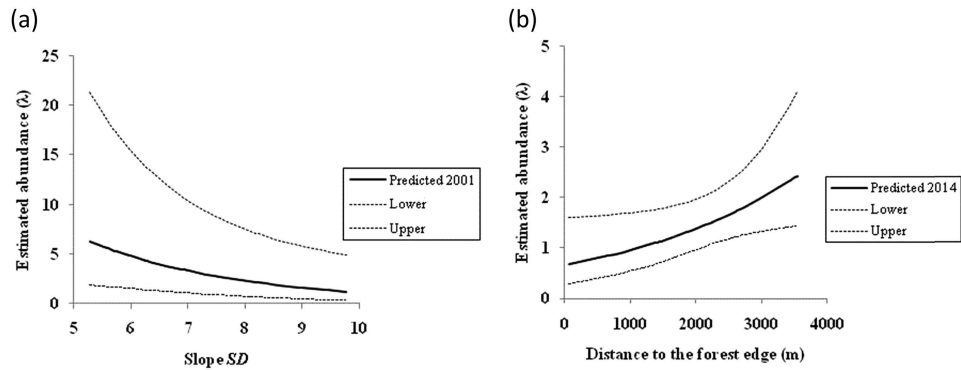 (a)
Estimated abundance (λ)
25
20
15
10
5
0
5 6 7 8 9 10
Slope SD
Predicted 2001
Lower
Upper
(b)
Estimated abundance (λ)
5
4
3
2
1
0
0 1000 2000 3000 4000
Distance to the forest edge (m)
Predicted 2014
Lower
Upper